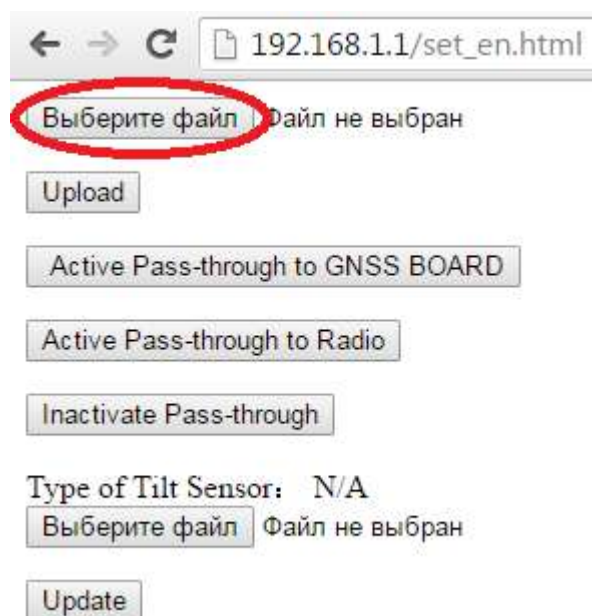 192.168.1.1/set_en.html
Выберите файл Файл не выбран
Upload
Active Pass-through to GNSS BOARD
Active Pass-through to Radio
Inactivate Pass-through
Type of Tilt Sensor： N/A
Выберите файл Файл не выбран
Update